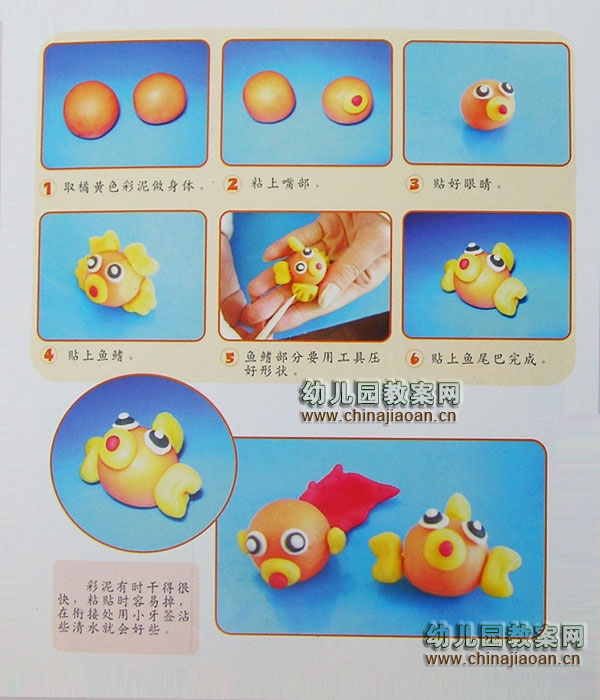 1 取橘黄色彩泥做身体。
2 粘上嘴部。
3 贴好眼睛。
4 贴上鱼鳍。
5 鱼鳍部分要用工具压
好形状。
6 贴上鱼尾巴完成。
幼儿园教案网
www.chinajiaoan.cn
彩泥有时干得很
快，粘贴时容易掉，
在衔接处用小牙签沾
些清水就会好些。
幼儿园教案网
www.chinajiaoan.cn